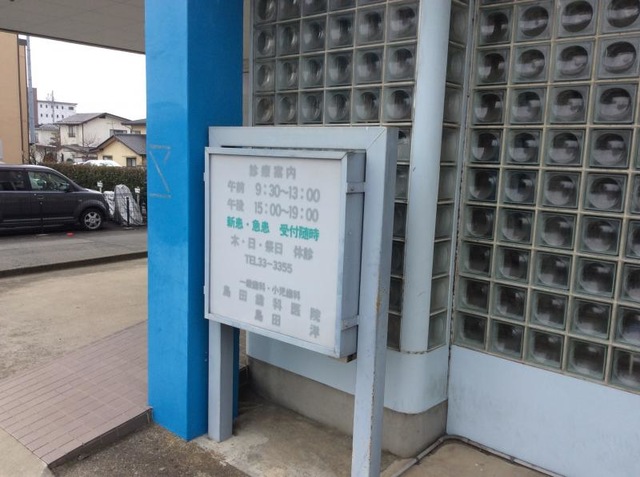 診療案内
午前 9:30〜13:00
午後 15:00〜19:00
新患・急患 受付随時
木・日・祭日 休診
TEL33-3355
一般歯科・小児歯科
島田歯科医院
島田 洋